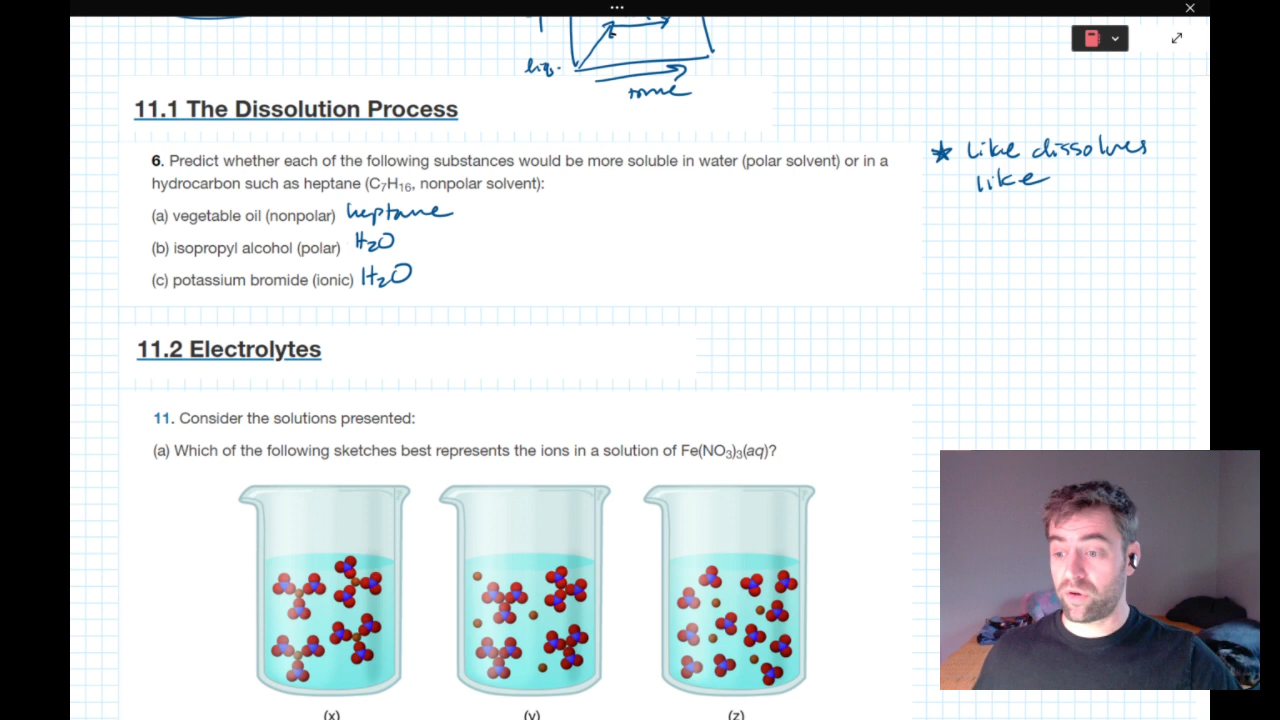 liq.
time
11.1 The Dissolution Process
6. Predict whether each of the following substances would be more soluble in water (polar solvent) or in a
hydrocarbon such as heptane (C₇H₁₆, nonpolar solvent):
★ Like dissolves
like
(a) vegetable oil (nonpolar) heptane
(b) isopropyl alcohol (polar) H₂O
(c) potassium bromide (ionic) H₂O
11.2 Electrolytes
11. Consider the solutions presented:
(a) Which of the following sketches best represents the ions in a solution of Fe(NO₃)₃(aq)?
(x) (y) (z)